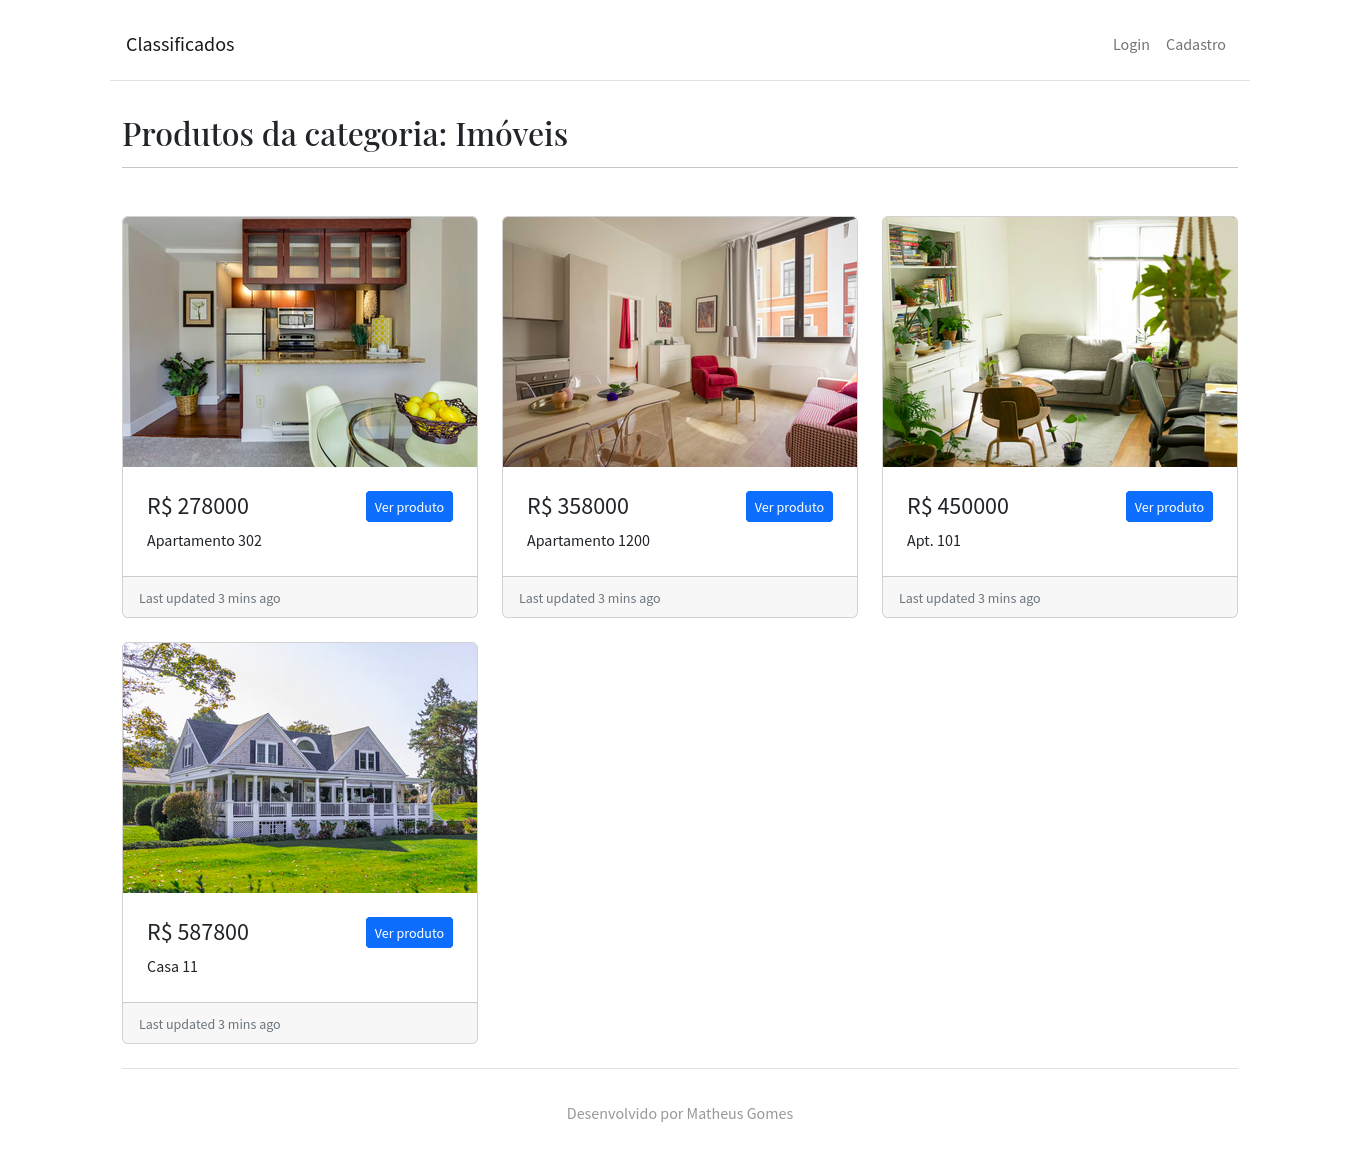 Classificados
Login Cadastro
Produtos da categoria: Imóveis
R$ 278000
Ver produto
Apartamento 302
Last updated 3 mins ago
R$ 358000
Ver produto
Apartamento 1200
Last updated 3 mins ago
R$ 450000
Ver produto
Apt. 101
Last updated 3 mins ago
R$ 587800
Ver produto
Casa 11
Last updated 3 mins ago
Desenvolvido por Matheus Gomes